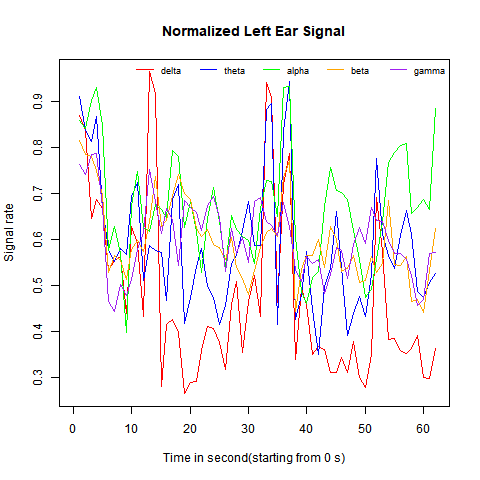 Normalized Left Ear Signal
delta theta alpha beta gamma
Signal rate
0.9
0.8
0.7
0.6
0.5
0.4
0.3
0 10 20 30 40 50 60
Time in second(starting from 0 s)